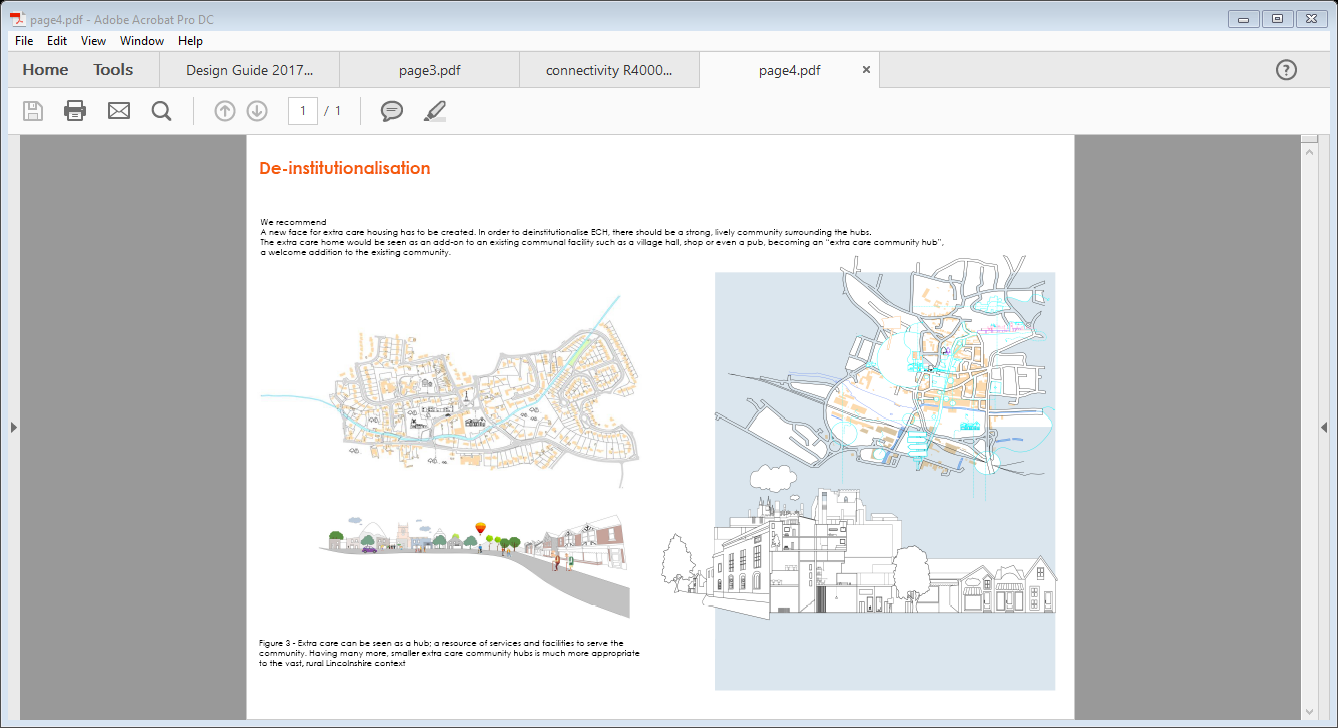 page4.pdf - Adobe Acrobat Pro DC
File Edit View Window Help
Home Tools Design Guide 2017... page3.pdf connectivity R4000... page4.pdf ×
1 / 1
De-institutionalisation
We recommend
A new face for extra care housing has to be created. In order to deinstitutionalise ECH, there should be a strong, lively community surrounding the hubs.
The extra care home would be seen as an add-on to an existing communal facility such as a village hall, shop or even a pub, becoming an "extra care community hub",
a welcome addition to the existing community.
Figure 3 - Extra care can be seen as a hub; a resource of services and facilities to serve the
community. Having many more, smaller extra care community hubs is much more appropriate
to the vast, rural Lincolnshire context